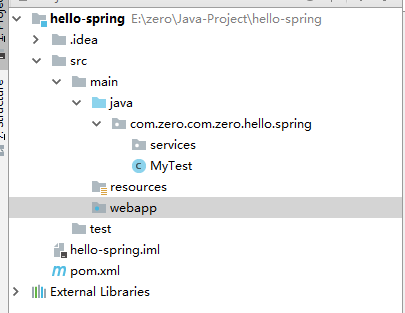 hello-spring E:\zero\Java-Project\hello-spring
.idea
src
main
java
com.zero.com.zero.hello.spring
services
MyTest
resources
webapp
test
hello-spring.iml
pom.xml
External Libraries